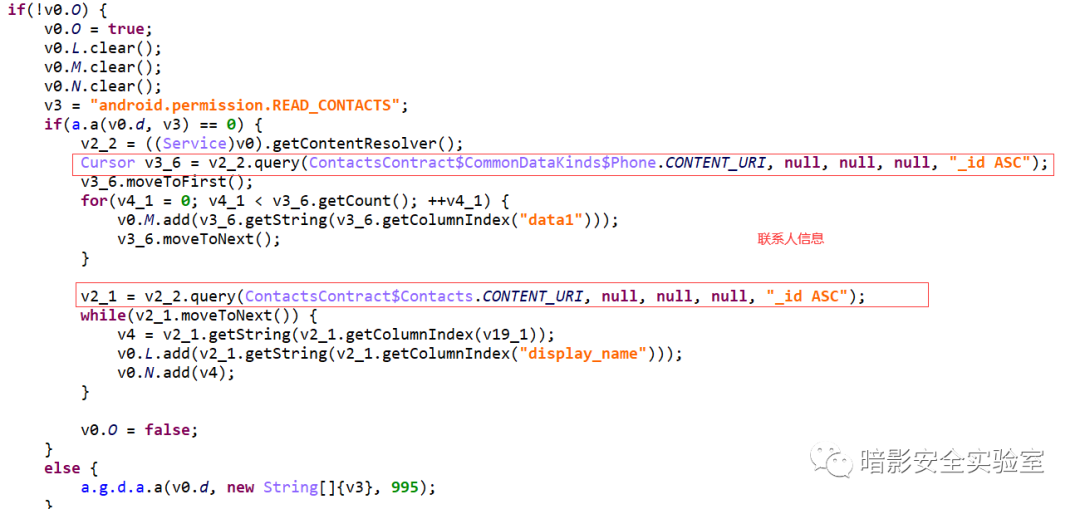 if(!v0.O) {
    v0.O = true;
    v0.L.clear();
    v0.M.clear();
    v0.N.clear();
    v3 = "android.permission.READ_CONTACTS";
    if(a.a(v0.d, v3) == 0) {
        v2_2 = ((Service)v0).getContentResolver();
        Cursor v3_6 = v2_2.query(ContactsContract$CommonDataKinds$Phone.CONTENT_URI, null, null, null, "_id ASC");
        v3_6.moveToFirst();
        for(v4_1 = 0; v4_1 < v3_6.getCount(); ++v4_1) {
            v0.M.add(v3_6.getString(v3_6.getColumnIndex("data1")));
            v3_6.moveToNext();
联系人信息
        }
        v2_1 = v2_2.query(ContactsContract$Contacts.CONTENT_URI, null, null, null, "_id ASC");
        while(v2_1.moveToNext()) {
            v4 = v2_1.getString(v2_1.getColumnIndex(v19_1));
            v0.L.add(v2_1.getString(v2_1.getColumnIndex("display_name")));
            v0.N.add(v4);
        }
        v0.O = false;
    }
暗影安全实验室
    else {
        a.g.d.a.a(v0.d, new String[]{v3}, 995);
    }